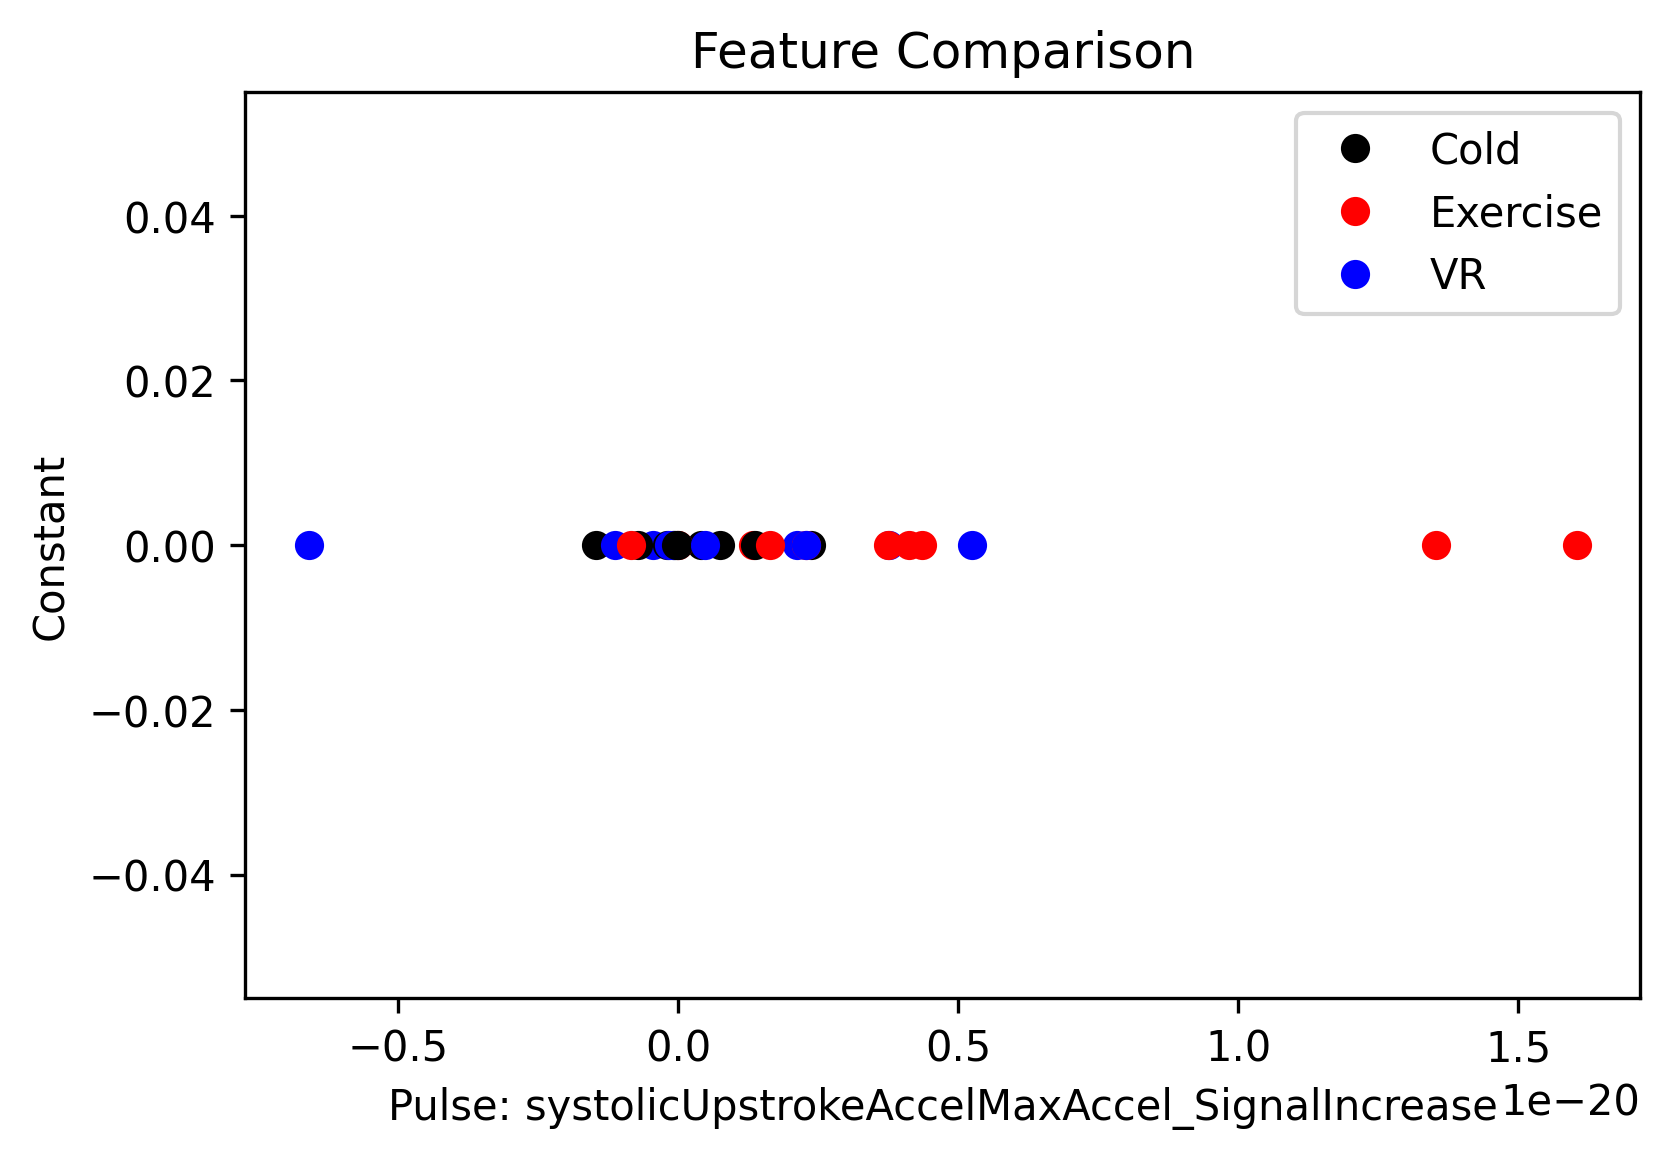 Feature Comparison
Cold
Exercise
VR
0.04
0.02
0.00
−0.02
−0.04
Constant
−0.5
0.0
0.5
1.0
1.5
Pulse: systolicUpstrokeAccelMaxAccel_SignalIncrease
1e−20